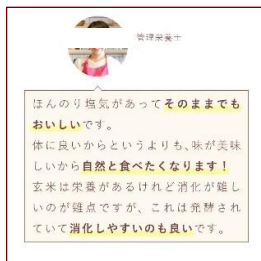 管理栄養士
ほんのり塩気があってそのままでも
おいしいです。
体に良いからというよりも、味が美味
しいから自然と食べたくなります！
玄米は栄養があるけれど消化が難し
いのが難点ですが、これは発酵され
ていて消化しやすいのも良いです。